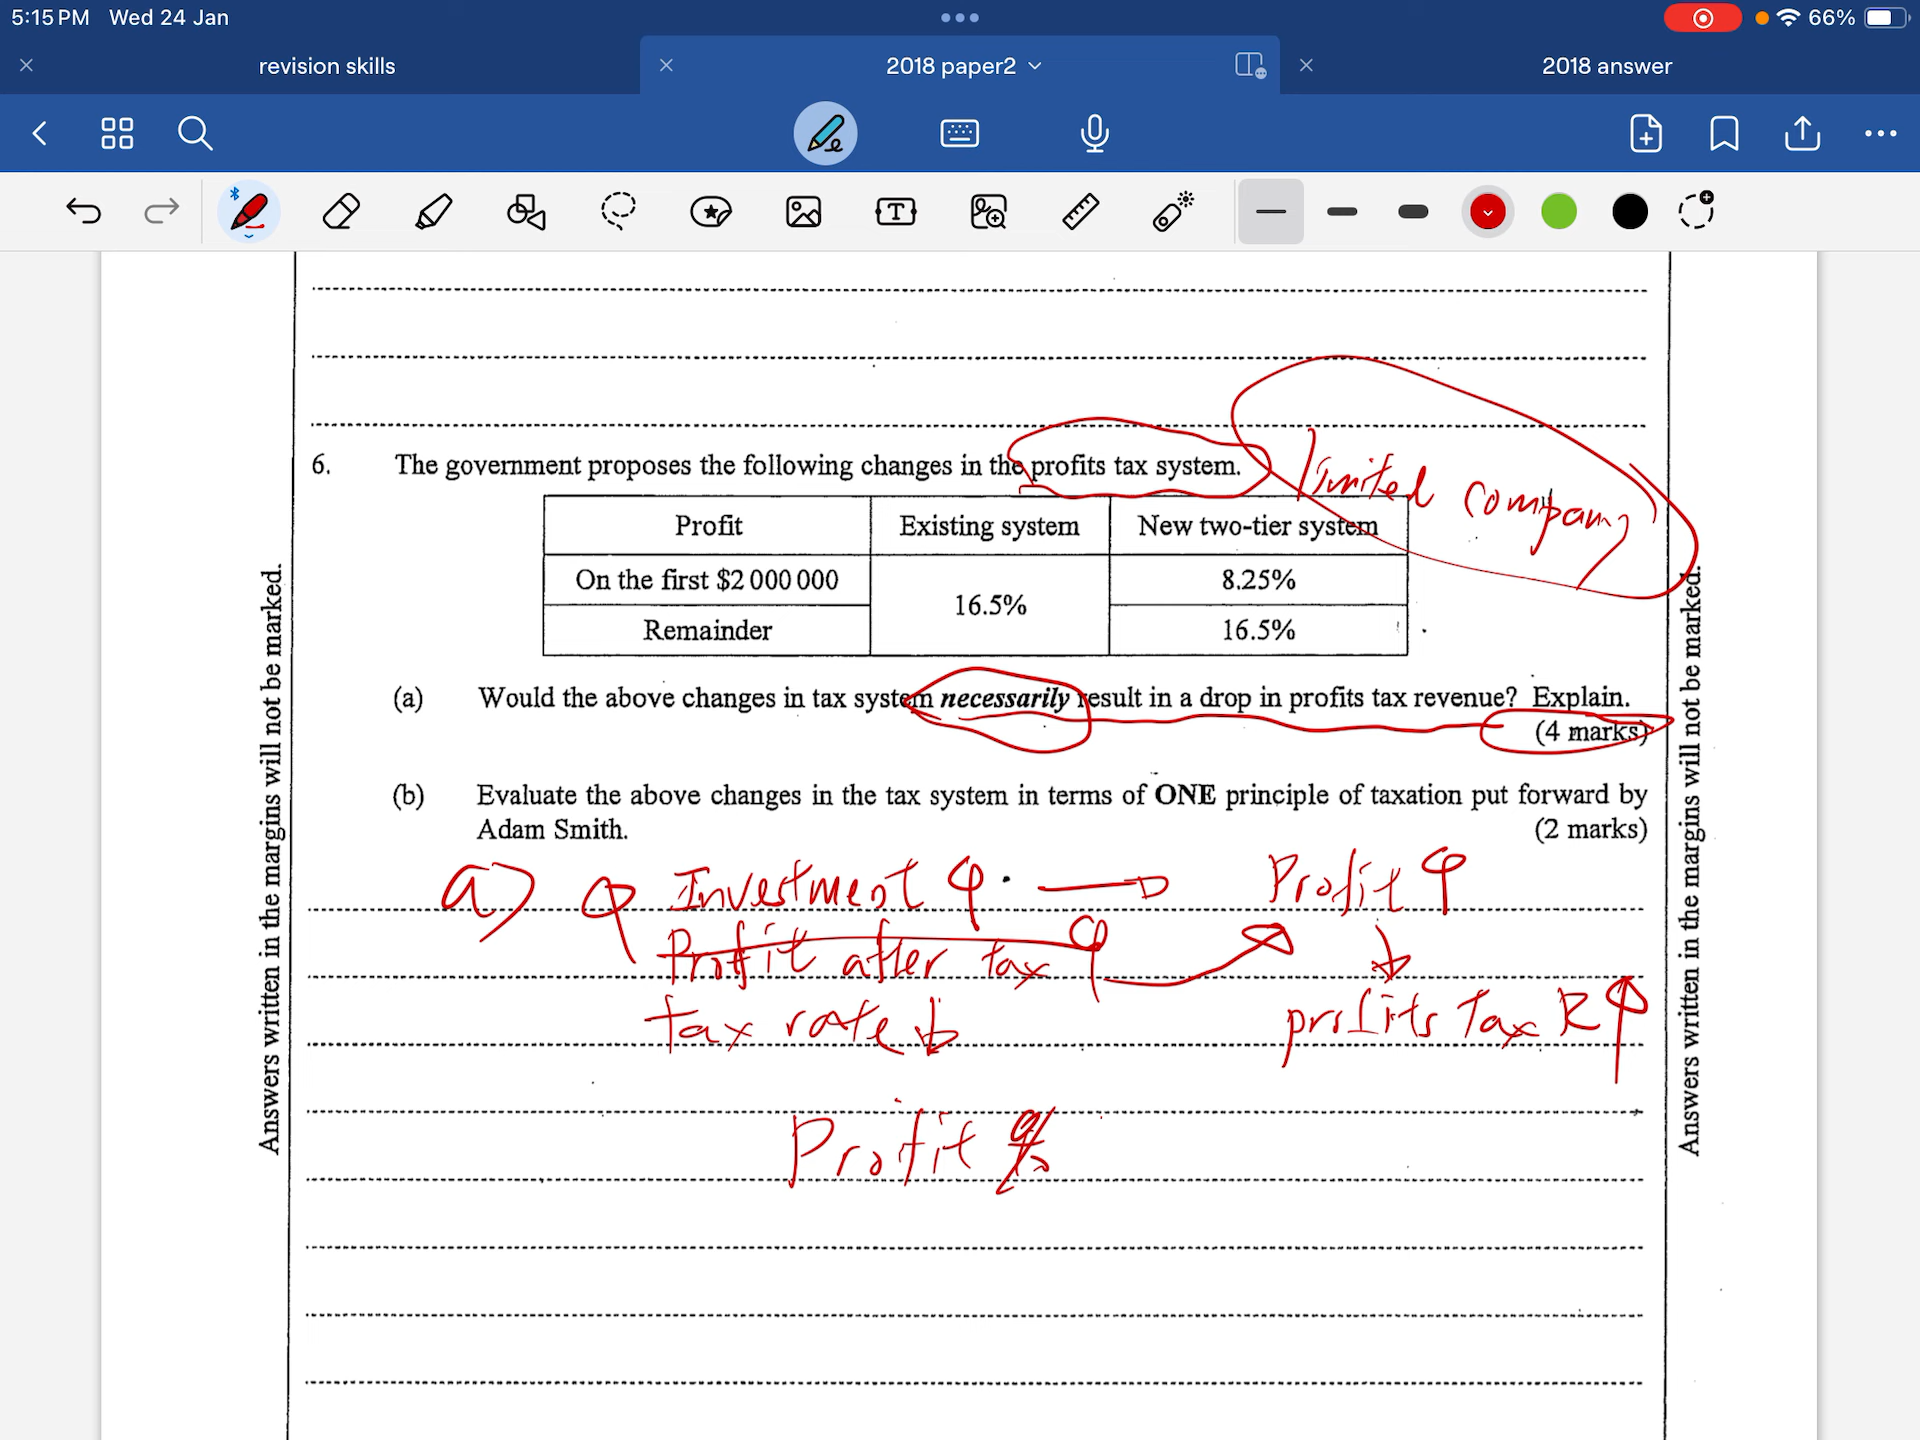 5:15 PM Wed 24 Jan
66%
revision skills
2018 paper2
2018 answer
6. The government proposes the following changes in the profits tax system.
limited company
Profit Existing system New two-tier system
On the first $2 000 000 16.5% 8.25%
Remainder 16.5%
(a) Would the above changes in tax system necessarily result in a drop in profits tax revenue? Explain.
(4 marks)
(b) Evaluate the above changes in the tax system in terms of ONE principle of taxation put forward by
Adam Smith. (2 marks)
a) Investment ↑ → Profit ↑
Profit after tax ↑
↓
tax rate ↓ profits tax R ↑
Profit
Answers written in the margins will not be marked.
Answers written in the margins will not be marked.